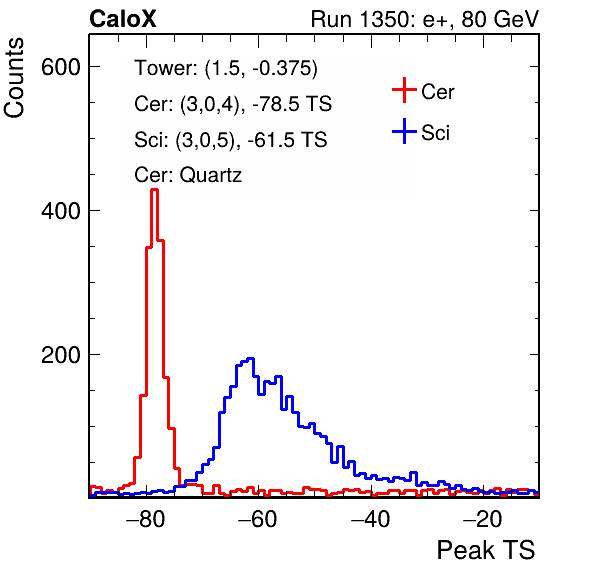 CaloX Run 1350: e+, 80 GeV
Counts
600
400
200
Tower: (1.5, -0.375)
Cer: (3,0,4), -78.5 TS
Sci: (3,0,5), -61.5 TS
Cer: Quartz
Cer
Sci
−80 −60 −40 −20
Peak TS